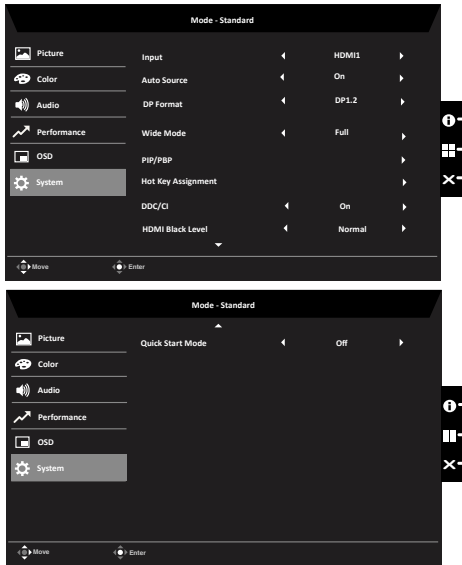 Mode - Standard
Picture
Color
Audio
Performance
OSD
System
Input HDMI1
Auto Source On
DP Format DP1.2
Wide Mode Full
PIP/PBP
Hot Key Assignment
DDC/CI On
HDMI Black Level Normal
Move Enter
Mode - Standard
Picture
Color
Audio
Performance
OSD
System
Quick Start Mode Off
Move Enter